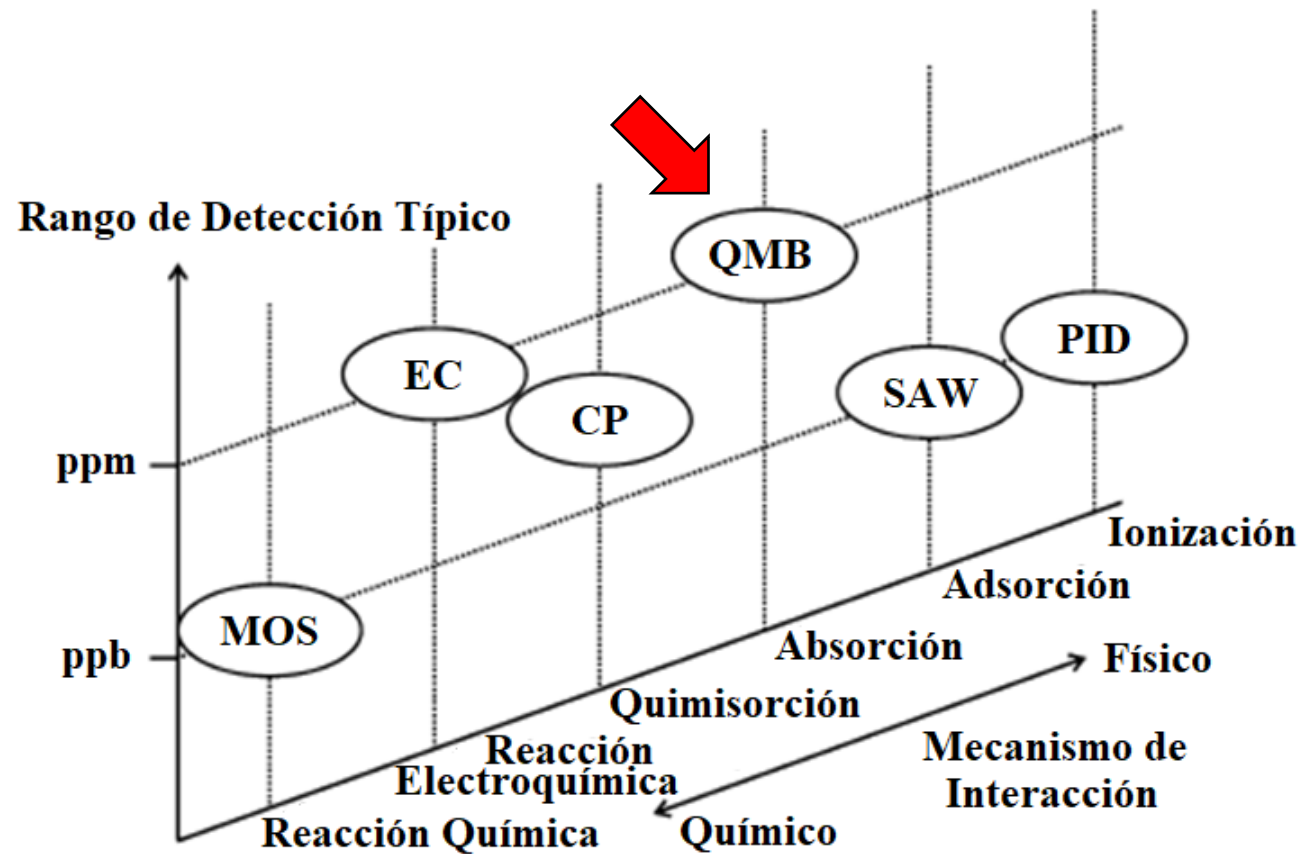 Rango de Detección Típico
QMB
EC
CP
SAW
PID
ppm
MOS
ppb
Ionización
Adsorción
Absorción
Quimisorción
Reacción
Electroquímica
Reacción Química
Físico
Mecanismo de
Interacción
Químico